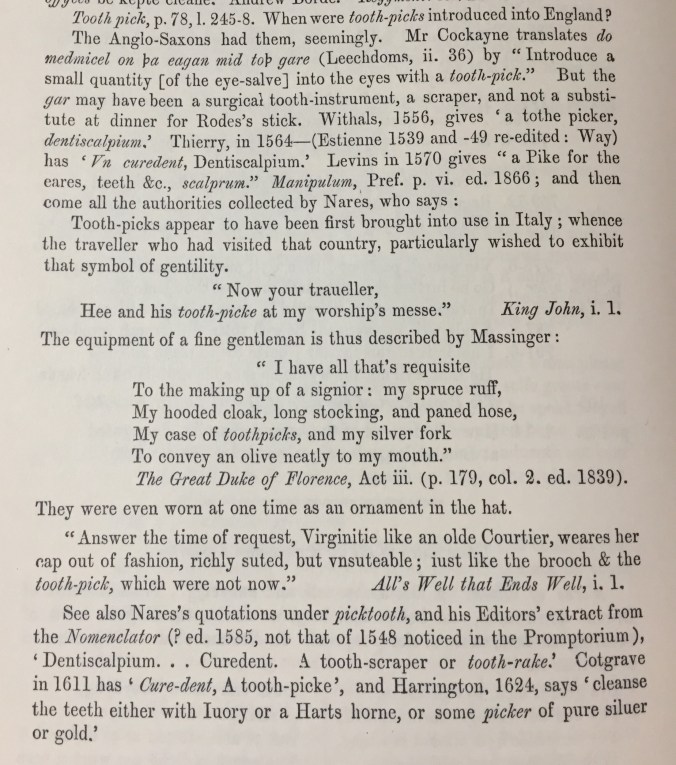 be kepte cleane. Andrew
Tooth pick, p. 78, l. 245-8. When were tooth-picks introduced into England?
The Anglo-Saxons had them, seemingly. Mr Cockayne translates do
medmicel on þa eagan mid toþ gare (Leechdoms, ii. 36) by “ Introduce a
small quantity [of the eye-salve] into the eyes with a tooth-pick.” But the
gar may have been a surgical tooth-instrument, a scraper, and not a substi-
tute at dinner for Rodes's stick. Withals, 1556, gives ‘ a tothe picker,
dentiscalpium.’ Thierry, in 1564—(Estienne 1539 and -49 re-edited : Way)
has ‘ Vn curedent, Dentiscalpium.’ Levins in 1570 gives “ a Pike for the
eares, teeth &c., scalprum.” Manipulum, Pref. p. vi. ed. 1866 ; and then
come all the authorities collected by Nares, who says :
Tooth-picks appear to have been first brought into use in Italy ; whence
the traveller who had visited that country, particularly wished to exhibit
that symbol of gentility.
“ Now your traueller,
Hee and his tooth-picke at my worship's messe.” King John, i. 1.
The equipment of a fine gentleman is thus described by Massinger :
“ I have all that's requisite
To the making up of a signior : my spruce ruff,
My hooded cloak, long stocking, and paned hose,
My case of toothpicks, and my silver fork
To convey an olive neatly to my mouth.”
The Great Duke of Florence, Act iii. (p. 179, col. 2. ed. 1839).
They were even worn at one time as an ornament in the hat.
“ Answer the time of request, Virginitie like an olde Courtier, weares her
cap out of fashion, richly suted, but vnsuteable ; iust like the brooch & the
tooth-pick, which were not now.” All's Well that Ends Well, i. 1.
See also Nares's quotations under picktooth, and his Editors' extract from
the Nomenclator (? ed. 1585, not that of 1548 noticed in the Promptorium),
‘ Dentiscalpium. . . Curedent. A tooth-scraper or tooth-rake.’ Cotgrave
in 1611 has ‘ Cure-dent, A tooth-picke’, and Harrington, 1624, says ‘ cleanse
the teeth either with Iuory or a Harts horne, or some picker of pure siluer
or gold.’